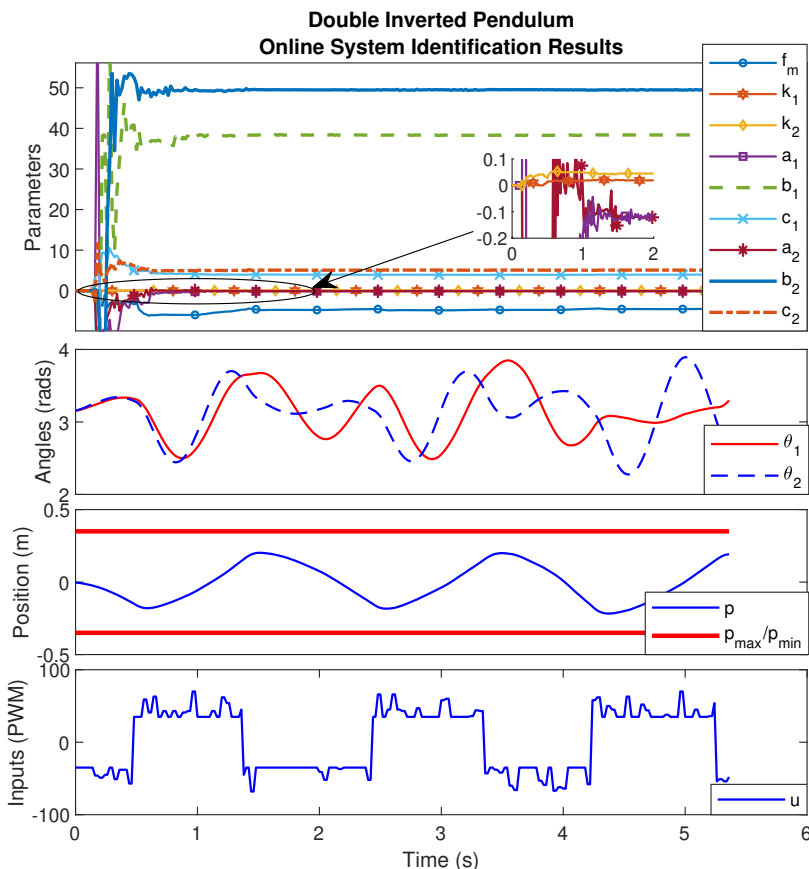 Double Inverted Pendulum
Online System Identification Results
Parameters
50
40
30
20
10
0
0.1
0
-0.1
-0.2
0 1 2
f_m
k_1
k_2
a_1
b_1
c_1
a_2
b_2
c_2
Angles (rads)
4
3
2
θ_1
θ_2
Position (m)
0.5
0
-0.5
p
p_max/p_min
Inputs (PWM)
100
0
-100
u
0 1 2 3 4 5 6
Time (s)